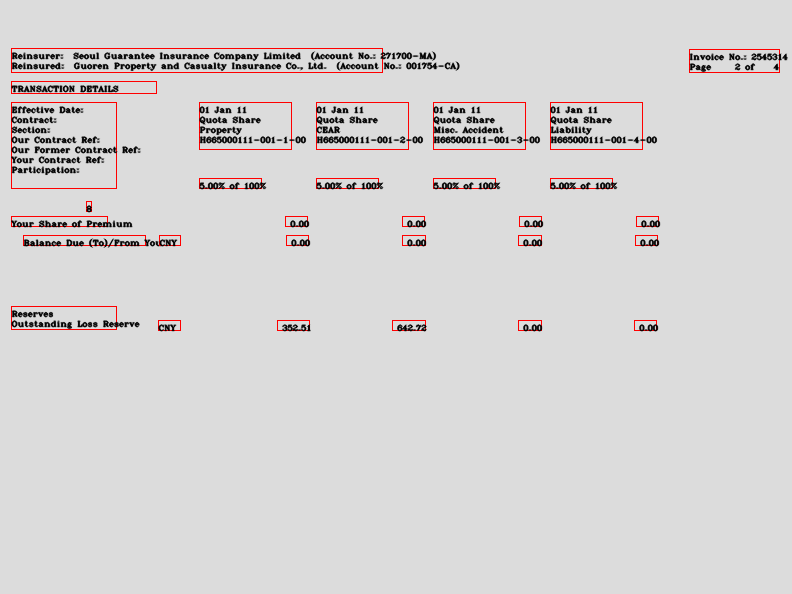 Reinsurer: Seoul Guarantee Insurance Company Limited (Account No.: 271700-MA)
Reinsured: Guoren Property and Casualty Insurance Co., Ltd. (Account No.: 001754-CA)
Invoice No.: 2545314
Page 2 of 4
TRANSACTION DETAILS
Effective Date: 01 Jan 11 01 Jan 11 01 Jan 11 01 Jan 11
Contract: Quota Share Quota Share Quota Share Quota Share
Section: Property CEAR Misc. Accident Liability
Our Contract Ref: H665000111-001-1-00 H665000111-001-2-00 H665000111-001-3-00 H665000111-001-4-00
Our Former Contract Ref:
Your Contract Ref:
Participation:
5.00% of 100% 5.00% of 100% 5.00% of 100% 5.00% of 100%
Your Share of Premium 0.00 0.00 0.00 0.00
Balance Due (To)/From You CNY 0.00 0.00 0.00 0.00
Reserves
Outstanding Loss Reserve CNY 352.51 642.72 0.00 0.00